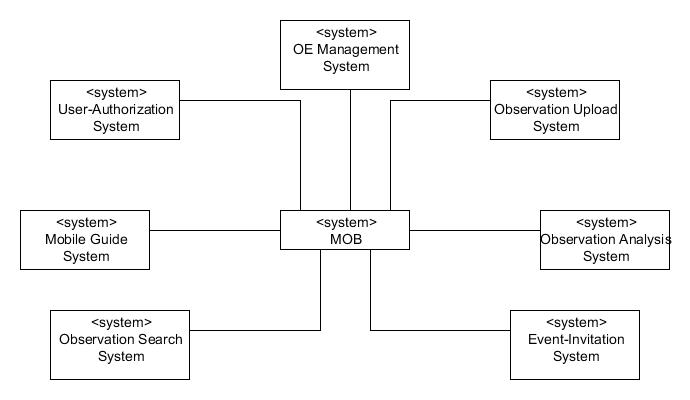 <system>
OE Management
System
<system>
User-Authorization
System
<system>
Observation Upload
System
<system>
Mobile Guide
System
<system>
MOB
<system>
Observation Analysis
System
<system>
Observation Search
System
<system>
Event-Invitation
System